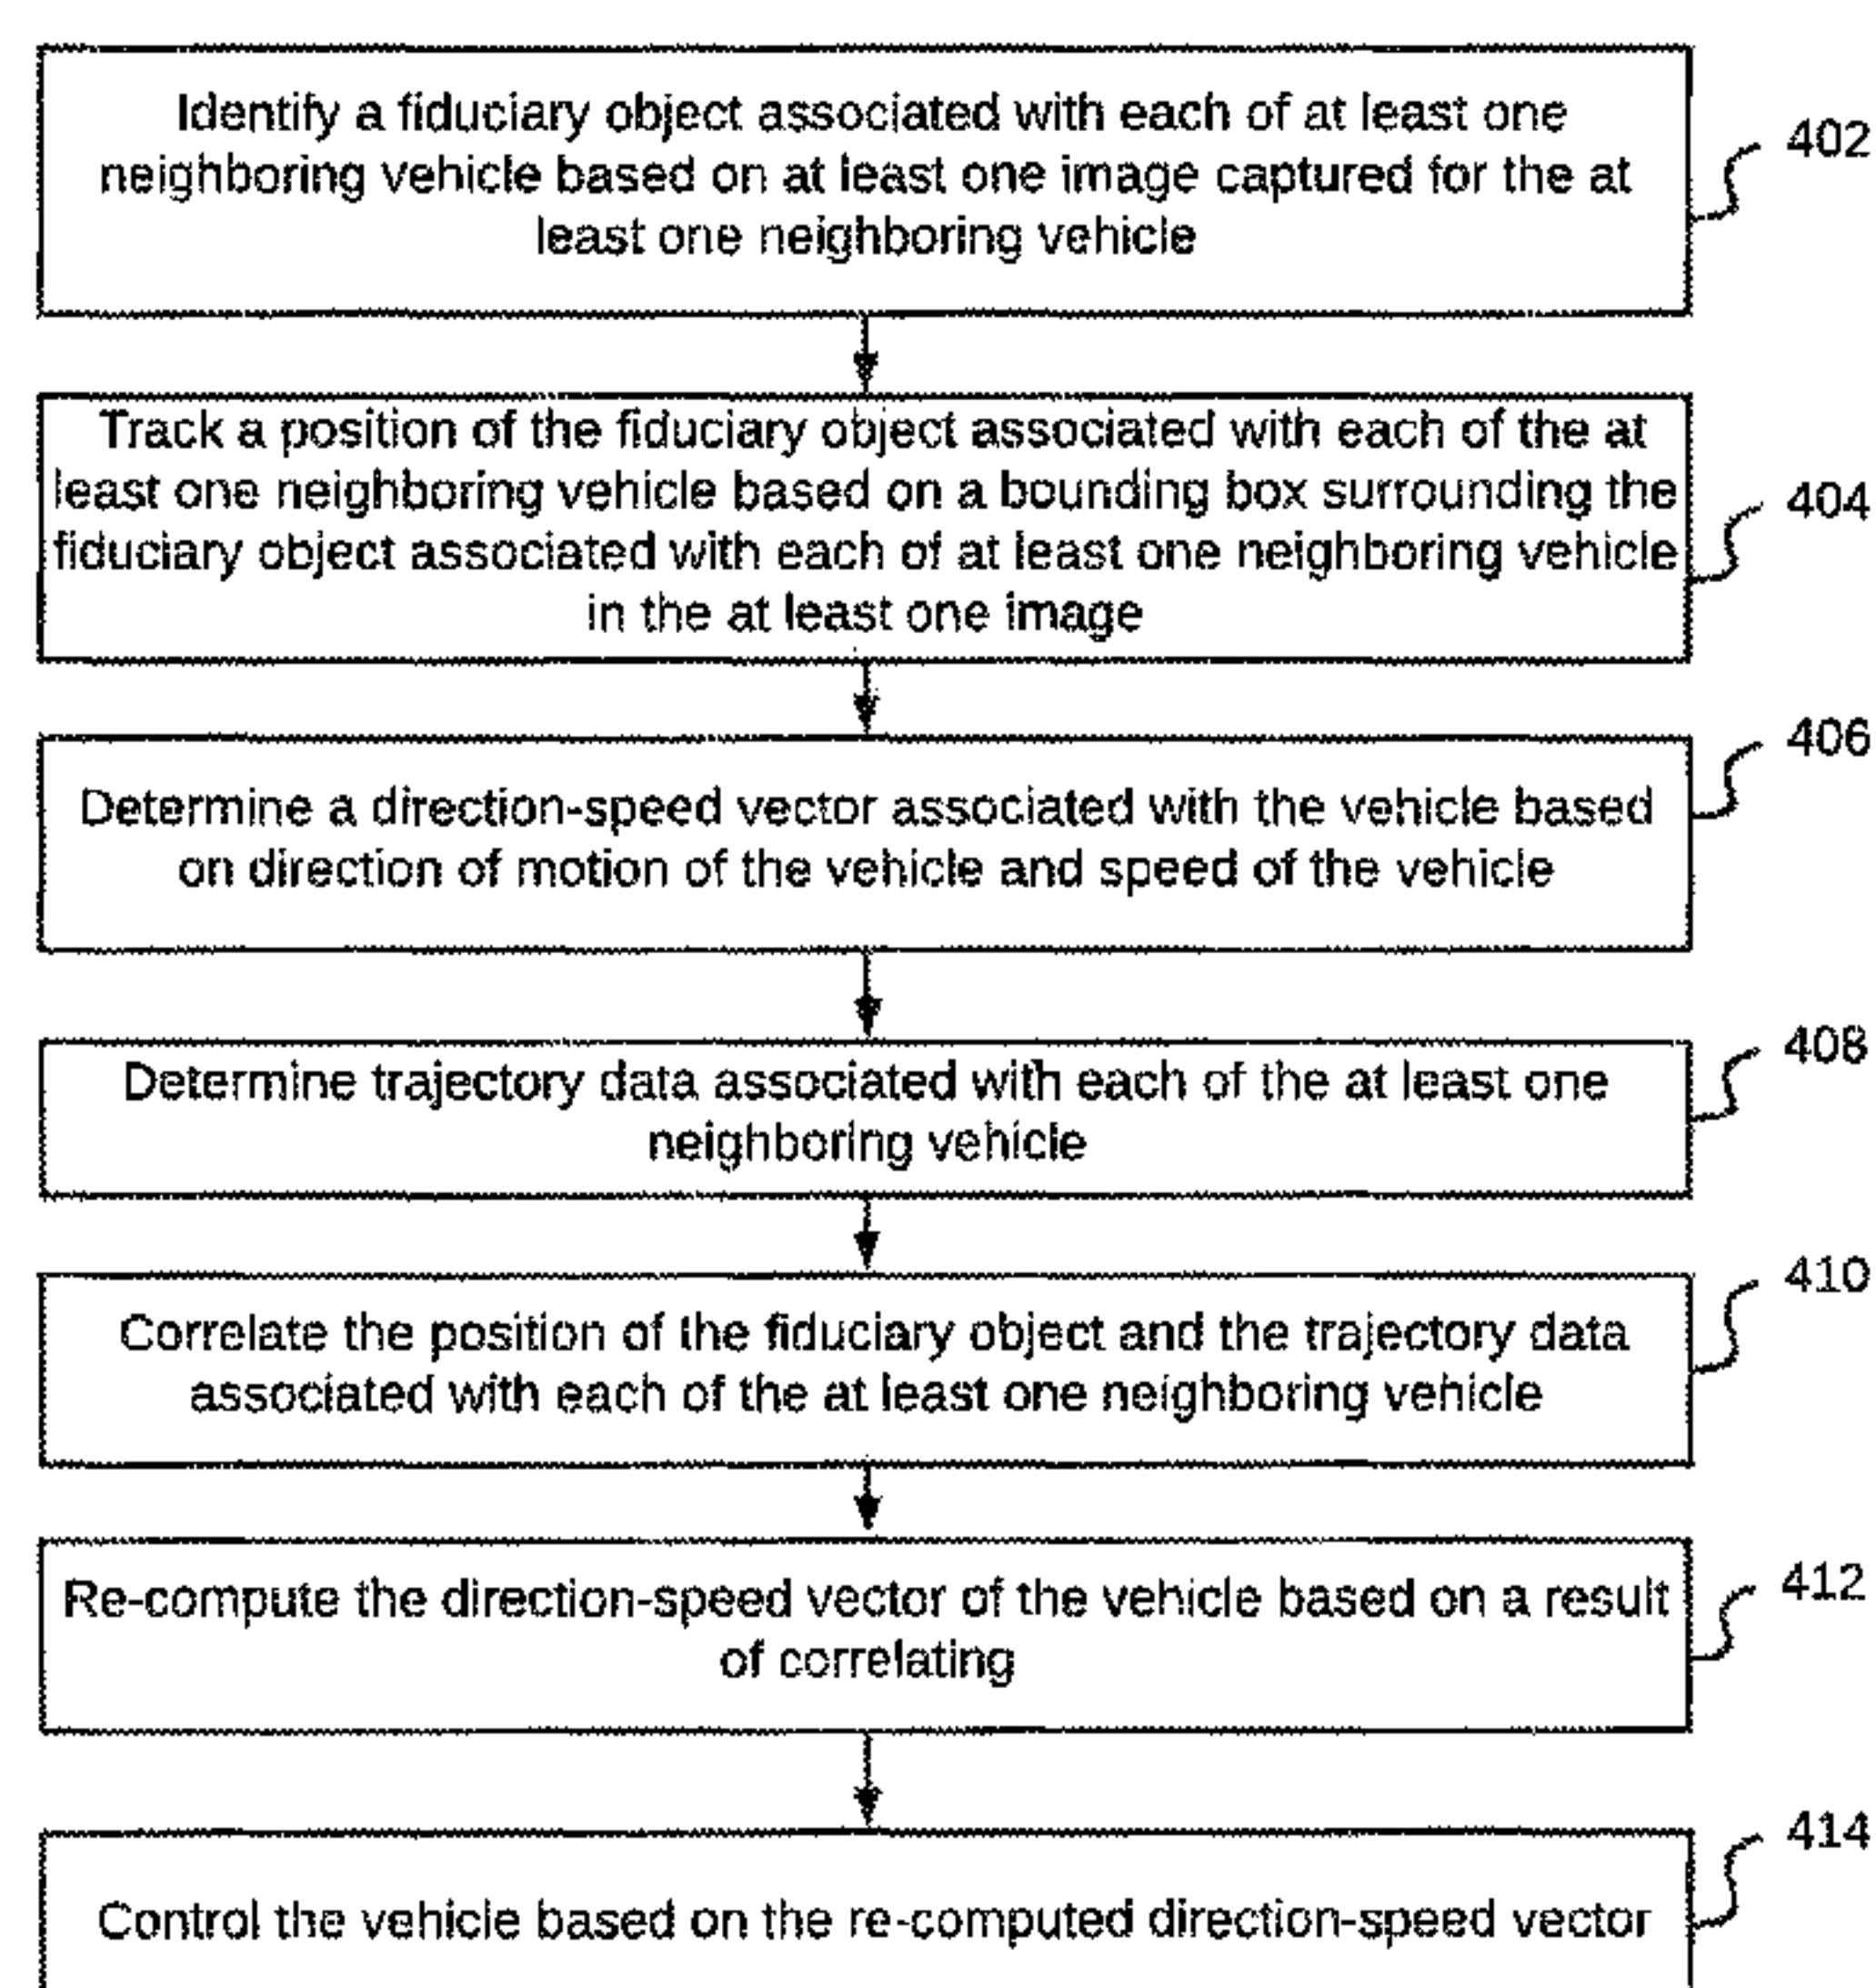 Identify a fiduciary object associated with each of at least one
neighboring vehicle based on at least one image captured for the at
least one neighboring vehicle
402
Track a position of the fiduciary object associated with each of the at
least one neighboring vehicle based on a bounding box surrounding the
fiduciary object associated with each of at least one neighboring vehicle
in the at least one image
404
Determine a direction-speed vector associated with the vehicle based
on direction of motion of the vehicle and speed of the vehicle
406
Determine trajectory data associated with each of the at least one
neighboring vehicle
408
Correlate the position of the fiduciary object and the trajectory data
associated with each of the at least one neighboring vehicle
410
Re-compute the direction-speed vector of the vehicle based on a result
of correlating
412
Control the vehicle based on the re-computed direction-speed vector
414